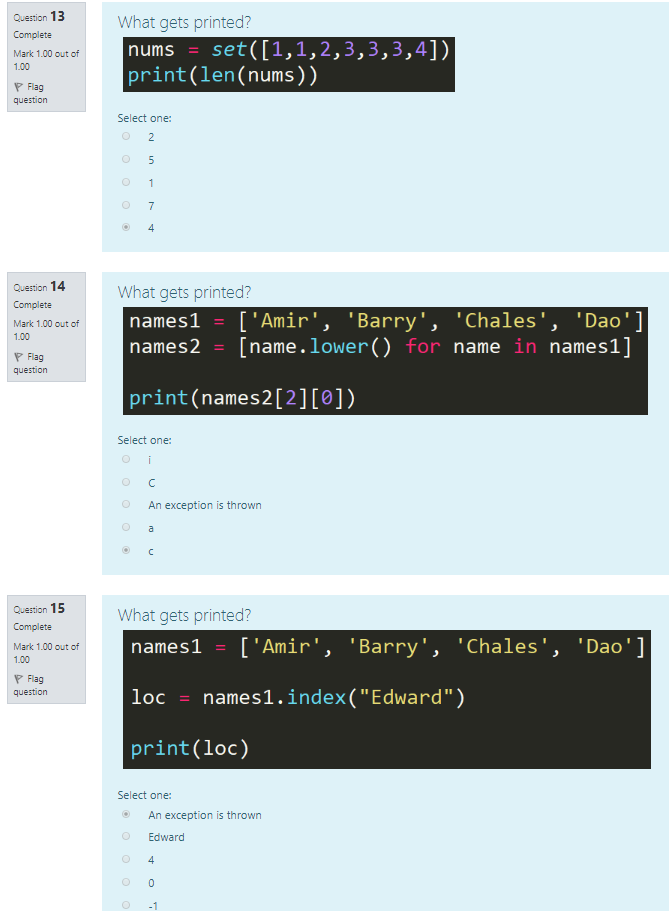 Question 13
Complete
Mark 1.00 out of
1.00
Flag
question
What gets printed?
nums = set([1,1,2,3,3,3,4])
print(len(nums))
Select one:
2
5
1
7
4
Question 14
Complete
Mark 1.00 out of
1.00
Flag
question
What gets printed?
names1 = ['Amir', 'Barry', 'Chales', 'Dao']
names2 = [name.lower() for name in names1]
print(names2[2][0])
Select one:
i
C
An exception is thrown
a
c
Question 15
Complete
Mark 1.00 out of
1.00
Flag
question
What gets printed?
names1 = ['Amir', 'Barry', 'Chales', 'Dao']
loc = names1.index("Edward")
print(loc)
Select one:
An exception is thrown
Edward
4
0
-1